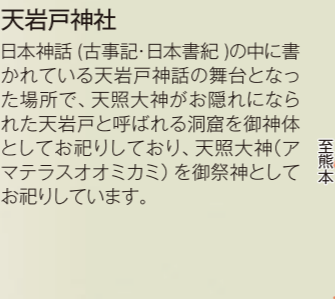 天岩戸神社
日本神話 (古事記･日本書紀 )の中に書
かれている天岩戸神話の舞台となっ
た場所で、天照大神がお隠れになら
れた天岩戸と呼ばれる洞窟を御神体
としてお祀りしており、天照大神（ア
マテラスオオミカミ）を御祭神として
お祀りしています。
至熊本